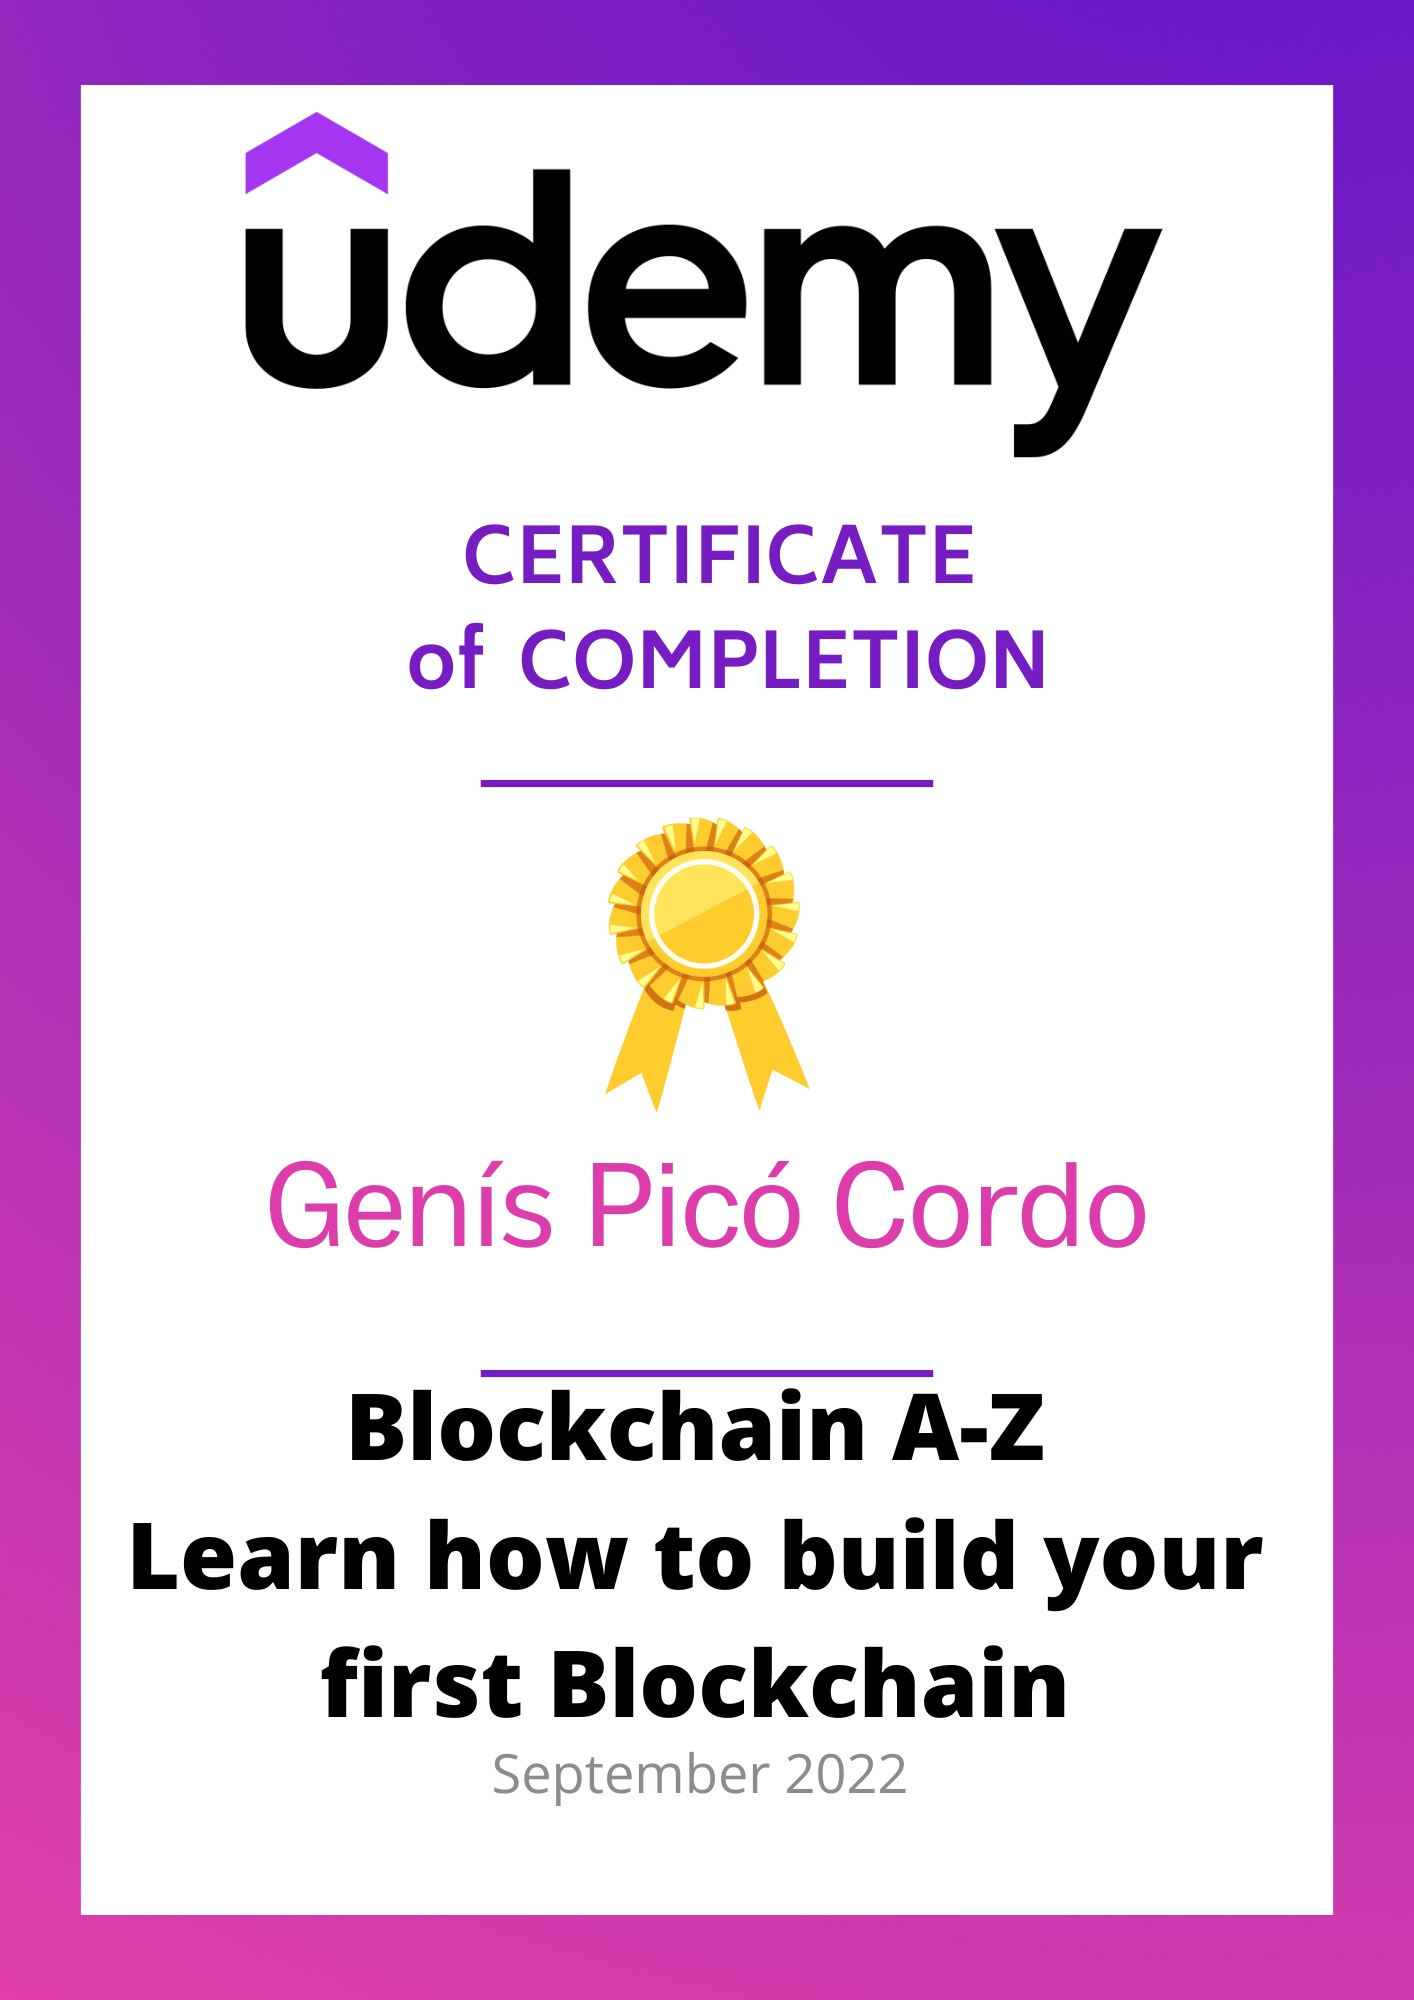 udemy
CERTIFICATE
of COMPLETION
Genís Picó Cordo
Blockchain A-Z
Learn how to build your
first Blockchain
September 2022